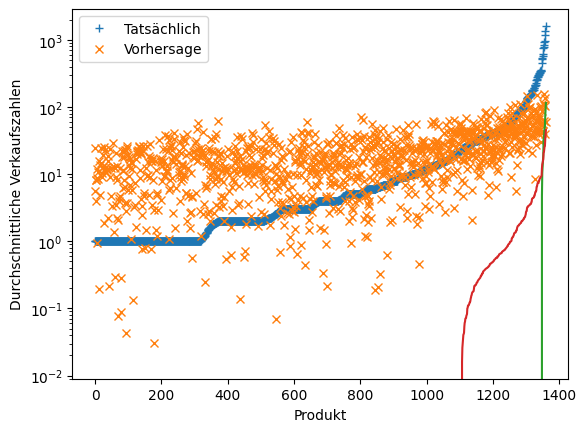 Tatsächlich
Vorhersage
Durchschnittliche Verkaufszahlen
10³
10²
10¹
10⁰
10⁻¹
10⁻²
0 200 400 600 800 1000 1200 1400
Produkt